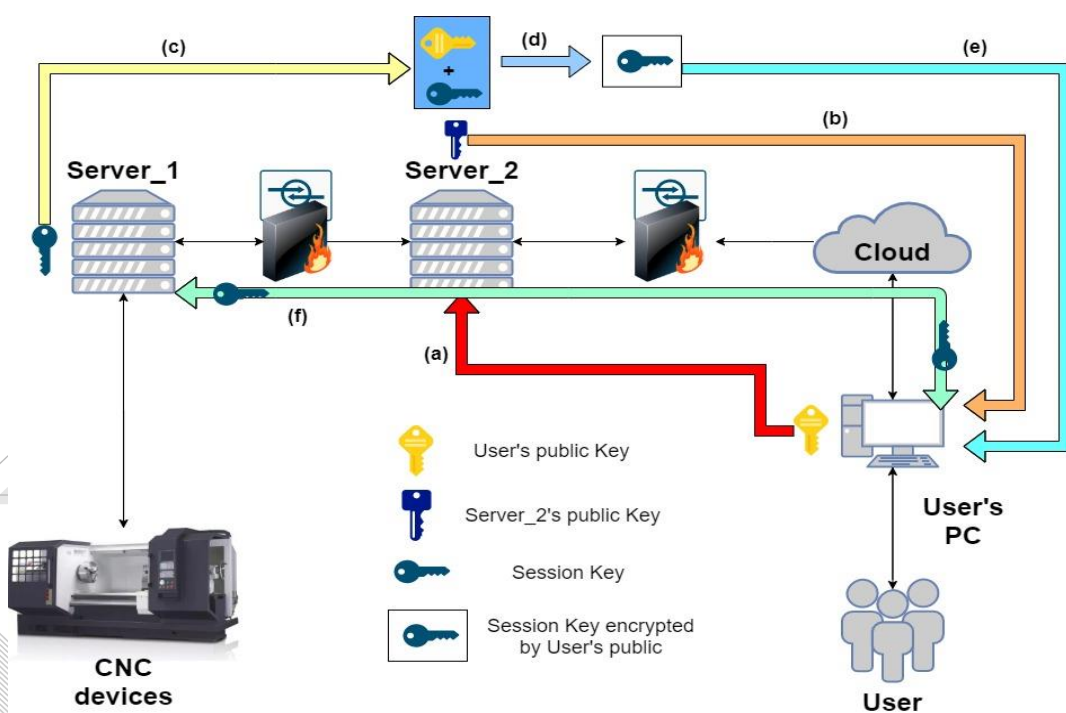 (c)
(d)
(e)
+
(b)
Server_1
Server_2
Cloud
(f)
(a)
User's public Key
Server_2's public Key
Session Key
Session Key encrypted
by User's public
User's
PC
CNC
devices
User